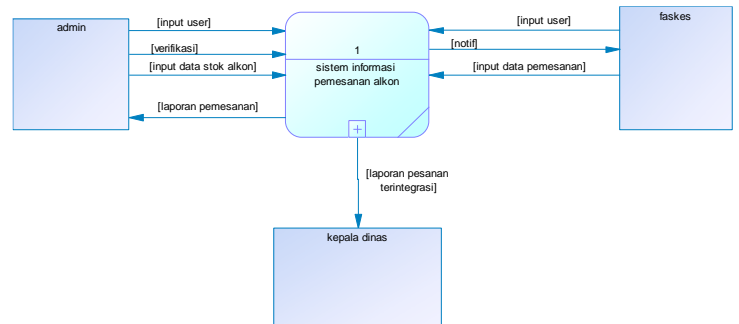 admin
[input user]
[verifikasi]
[input data stok alkon]
[laporan pemesanan]
1
sistem informasi
pemesanan alkon
[input user]
[notif]
[input data pemesanan]
faskes
[laporan pesanan
terintegrasi]
kepala dinas